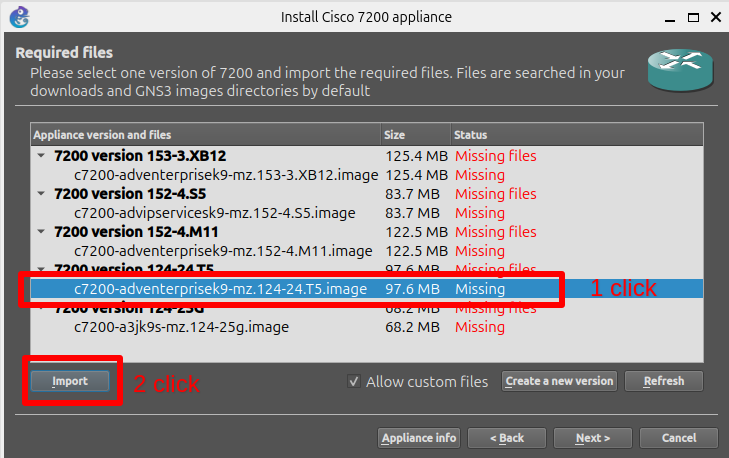 Install Cisco 7200 appliance
Required files
Please select one version of 7200 and import the required files. Files are searched in your
downloads and GNS3 images directories by default
Appliance version and files Size Status
7200 version 153-3.XB12 125.4 MB Missing files
c7200-adventerprisek9-mz.153-3.XB12.image 125.4 MB Missing
7200 version 152-4.S5 83.7 MB Missing files
c7200-advipservicesk9-mz.152-4.S5.image 83.7 MB Missing
7200 version 152-4.M11 122.5 MB Missing files
c7200-adventerprisek9-mz.152-4.M11.image 122.5 MB Missing
7200 version 124-24.T5 97.6 MB Missing files
c7200-adventerprisek9-mz.124-24.T5.image 97.6 MB Missing 1 click
7200 version 124-25G 68.2 MB Missing files
c7200-a3jk9s-mz.124-25g.image 68.2 MB Missing
Import 2 click Allow custom files Create a new version Refresh
Appliance info < Back Next > Cancel